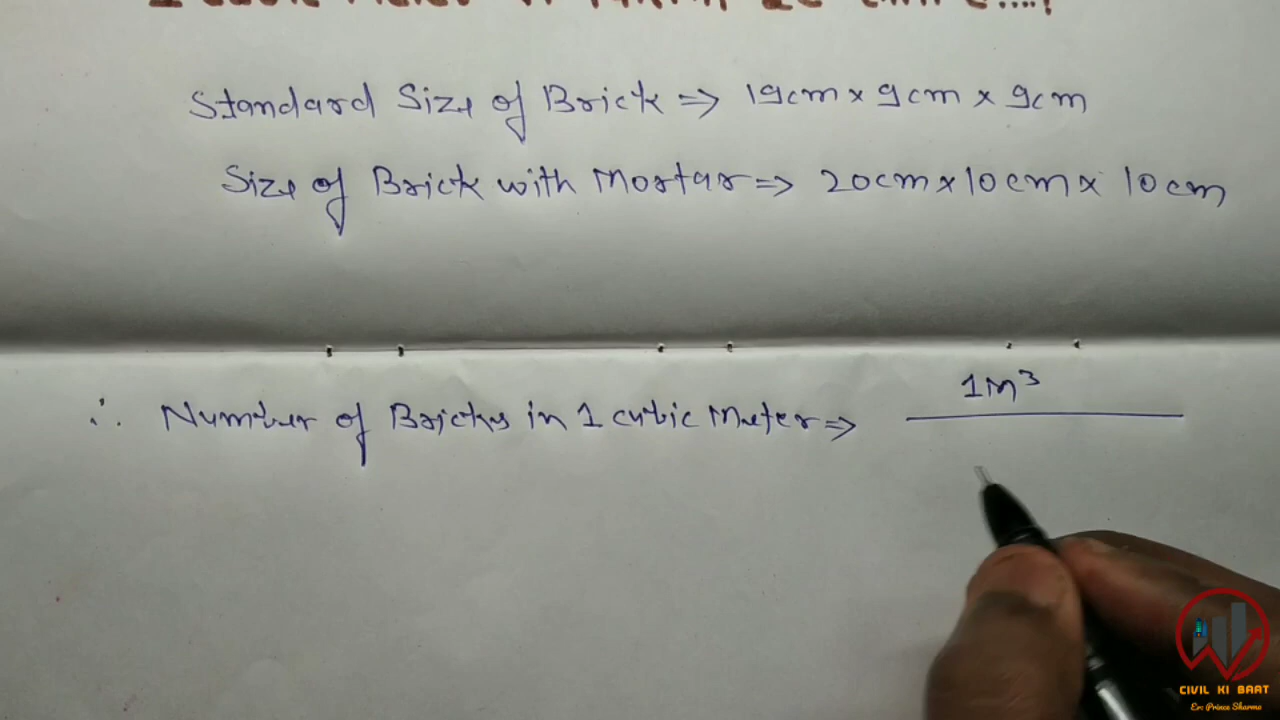 Standard Size of Brick => 19cm x 9cm x 9cm
Size of Brick with Mortar => 20cm x 10cm x 10cm
1m³
∴ Number of Bricks in 1 cubic Meter =>
CIVIL KI BAAT
Er. Prince Sharma